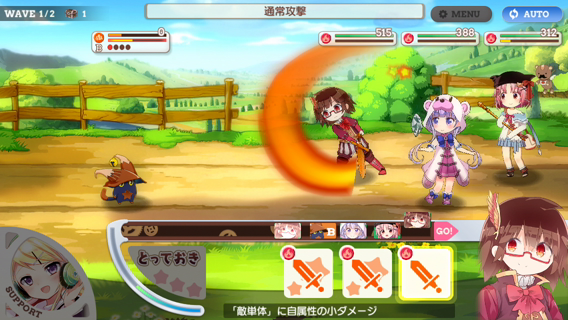 WAVE 1/2 1
通常攻撃
MENU
AUTO
0
B
515
388
312
B
GO!
とっておき
SUPPORT
「敵単体」に自属性の小ダメージ